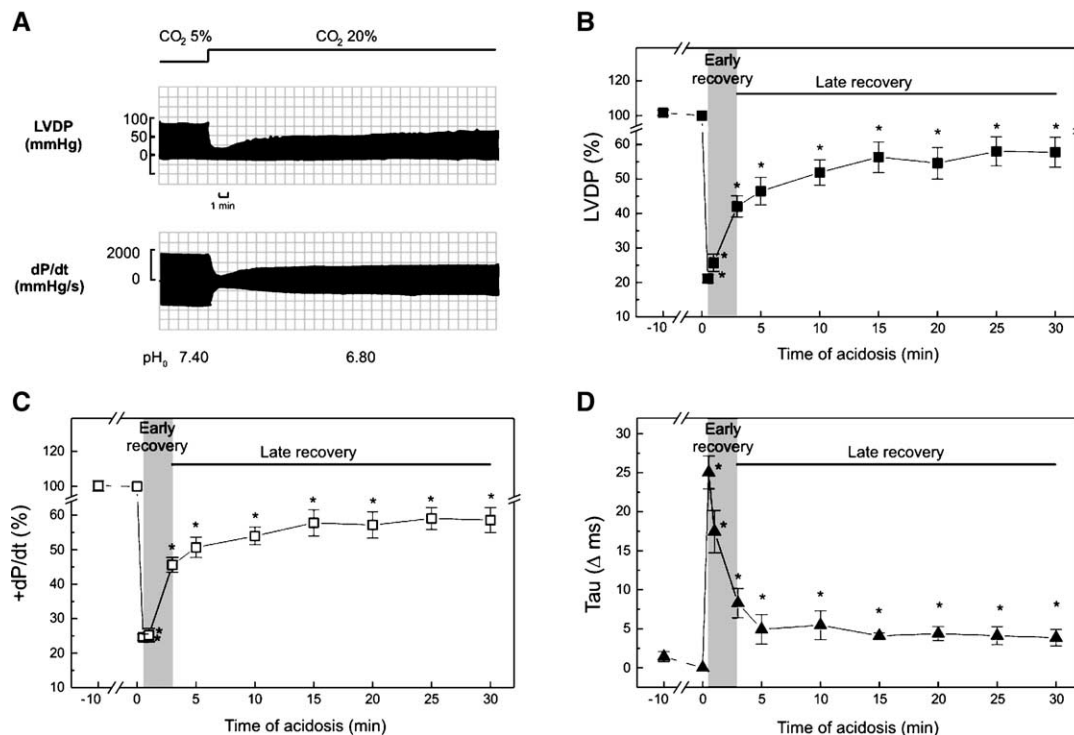 A
CO2 5%
CO2 20%
LVDP
(mmHg)
100
50
0
1 min
dP/dt
(mmHg/s)
2000
0
pH0 7.40 6.80
B
Early
recovery
Late recovery
LVDP (%)
120
100
60
50
40
30
20
10
* * * * * * * * *
-10 0 5 10 15 20 25 30
Time of acidosis (min)
C
Early
recovery
Late recovery
+dP/dt (%)
120
100
60
50
40
30
20
10
* * * * * * * * *
-10 0 5 10 15 20 25 30
Time of acidosis (min)
D
Early
recovery
Late recovery
Tau (Δ ms)
30
25
20
15
10
5
0
* * * * * * * * *
-10 0 5 10 15 20 25 30
Time of acidosis (min)